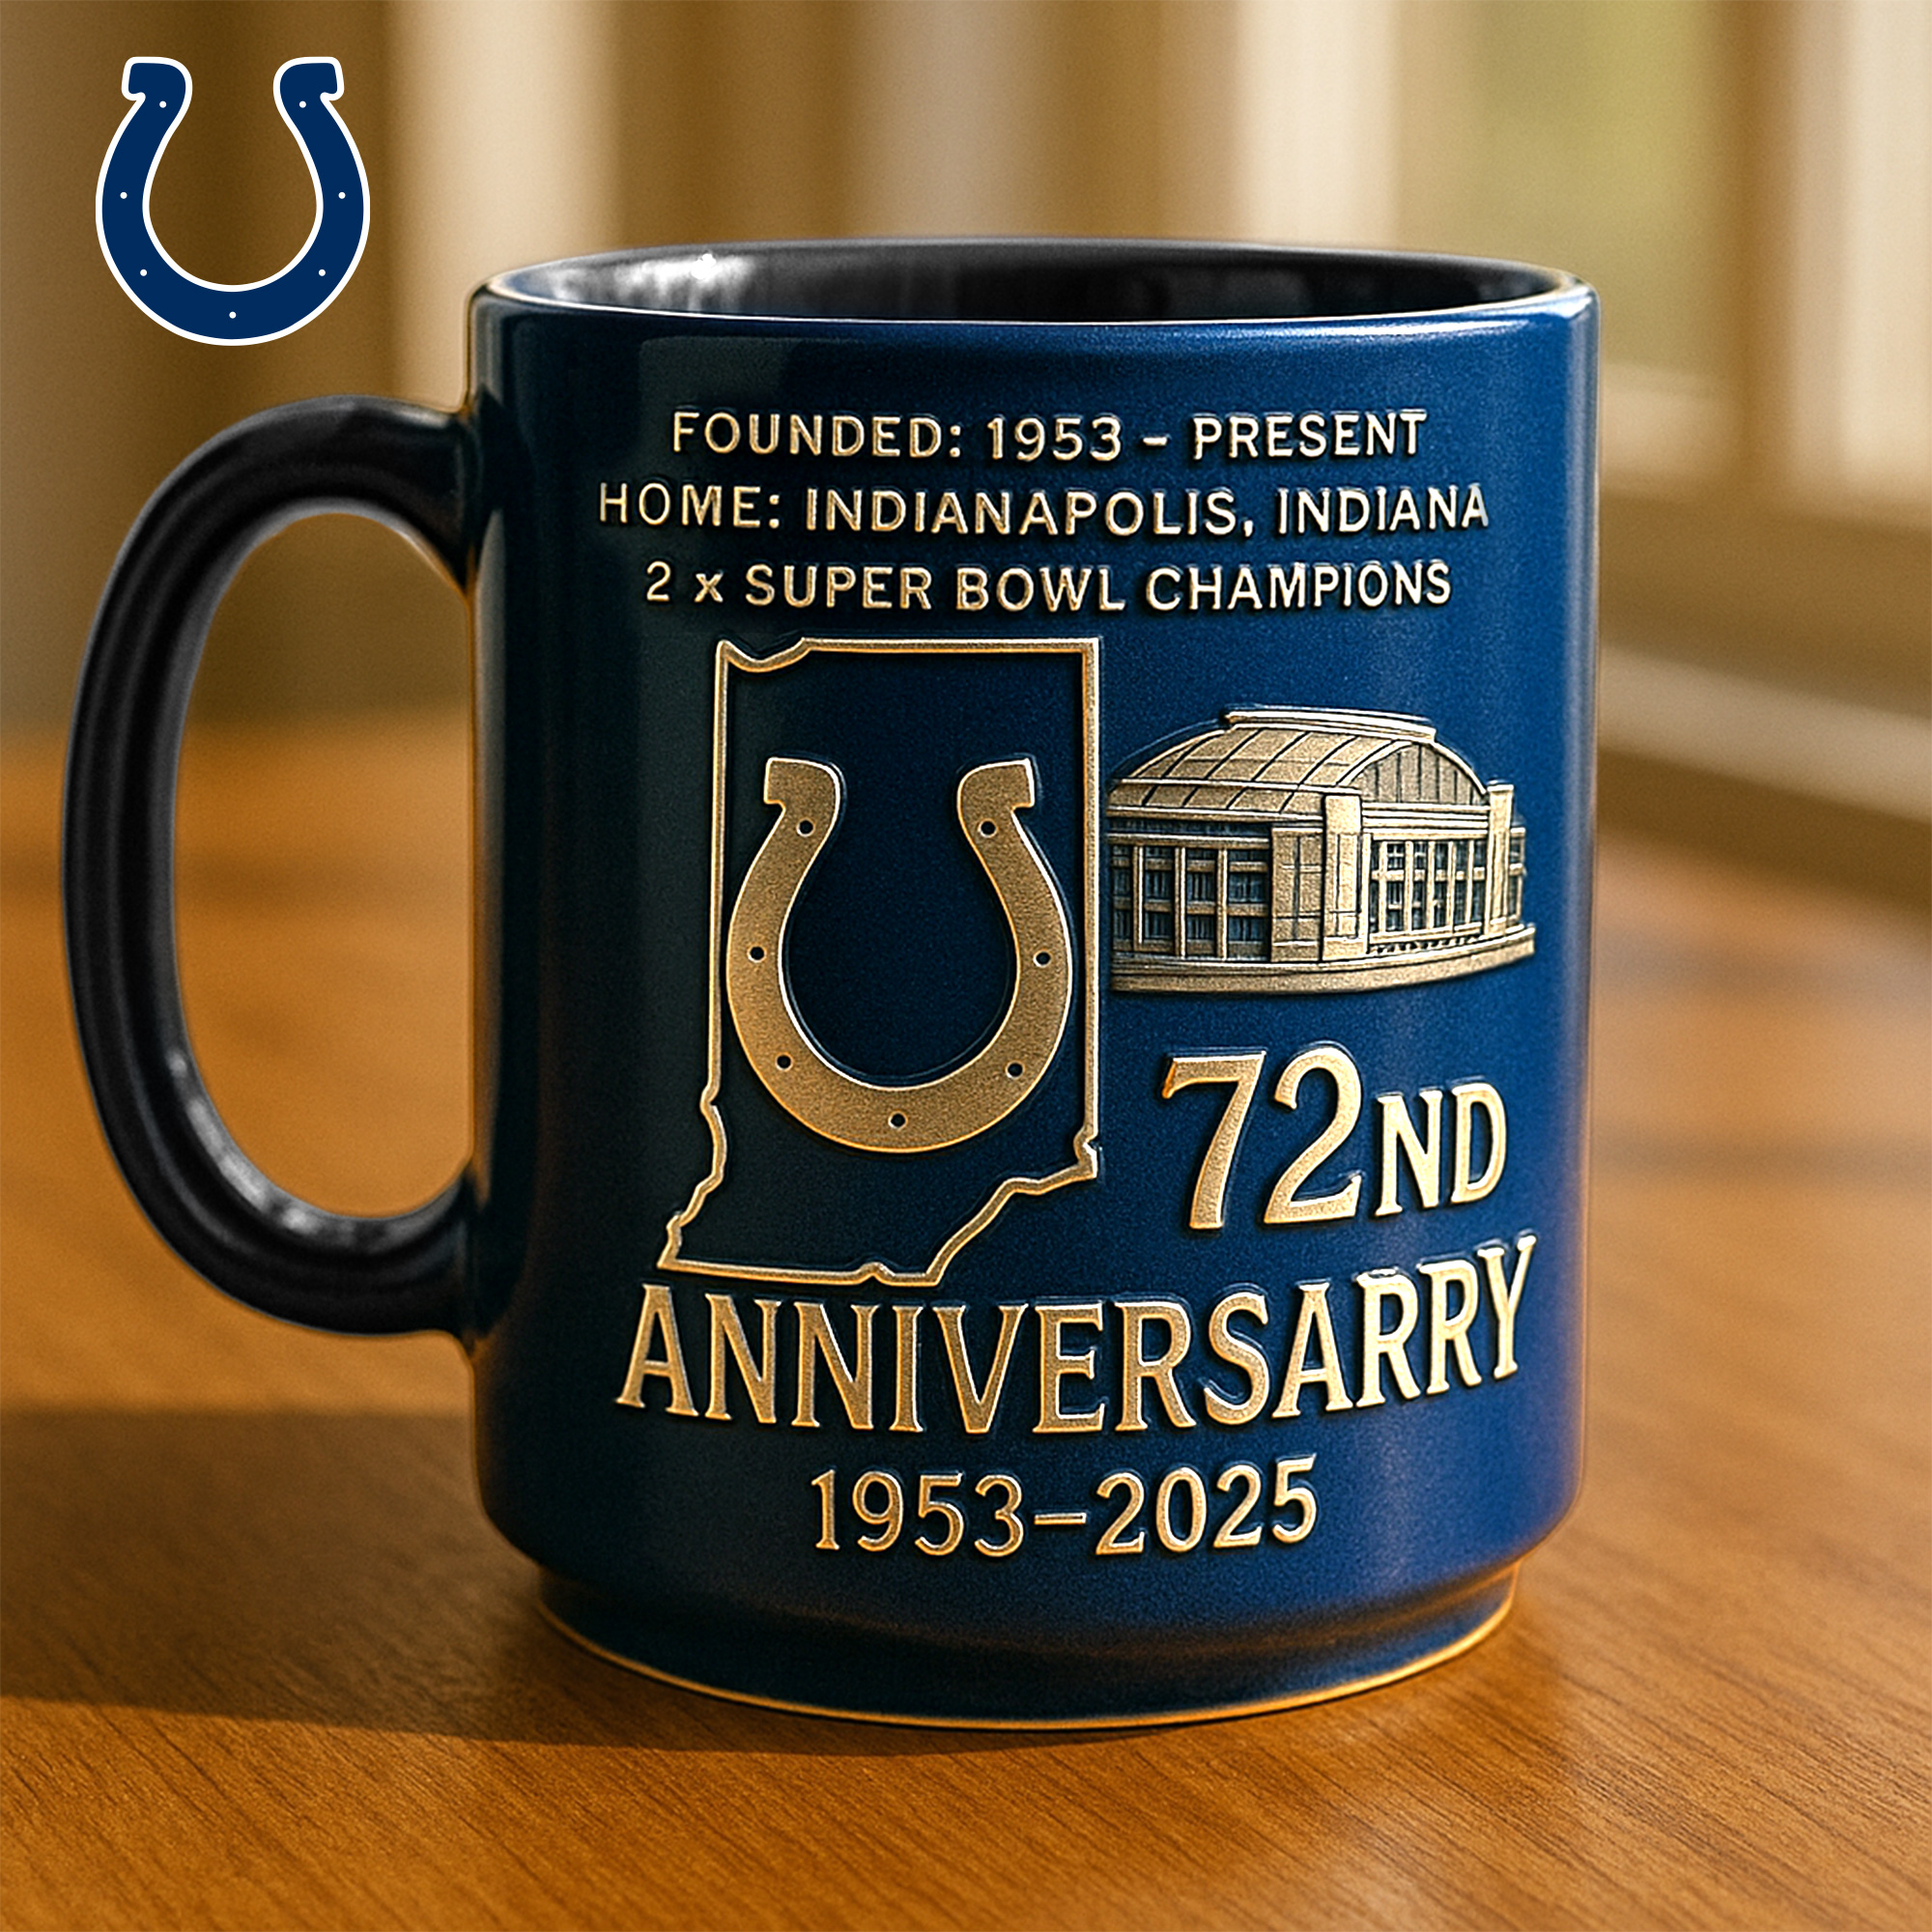 FOUNDED: 1953 – PRESENT
HOME: INDIANAPOLIS, INDIANA
2 x SUPER BOWL CHAMPIONS
72ND
ANNIVERSARRY
1953–2025